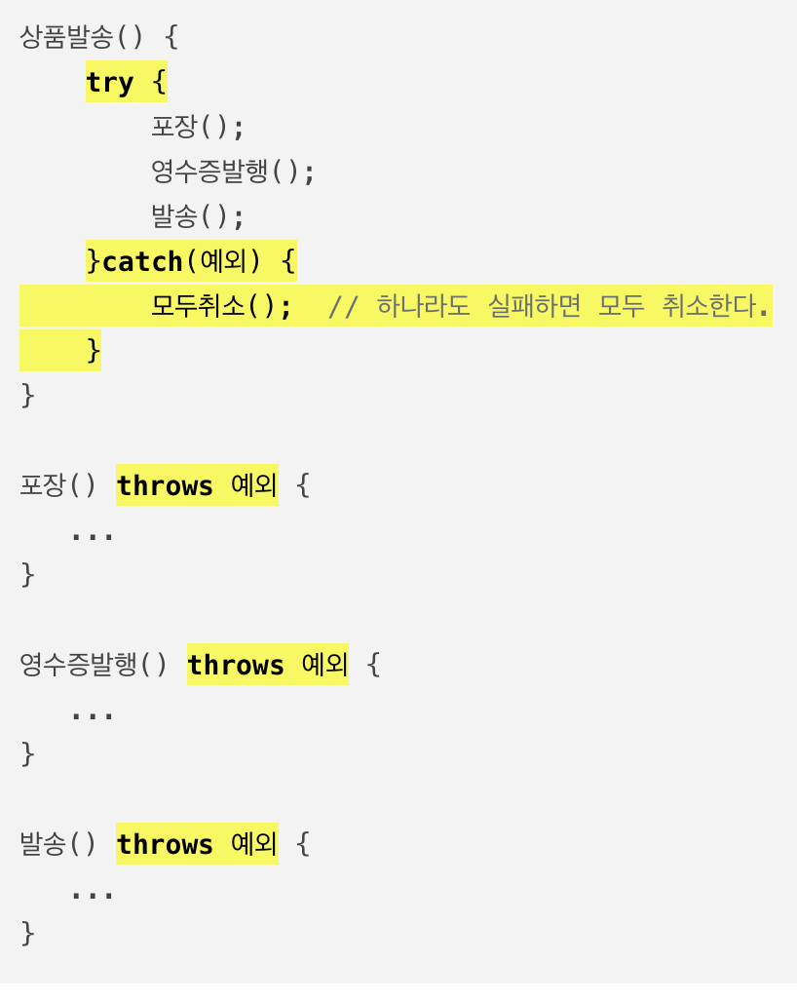 상품발송() {
    try {
        포장();
        영수증발행();
        발송();
    }catch(예외) {
        모두취소();  // 하나라도 실패하면 모두 취소한다.
    }
}

포장() throws 예외 {
   ...
}

영수증발행() throws 예외 {
   ...
}

발송() throws 예외 {
   ...
}